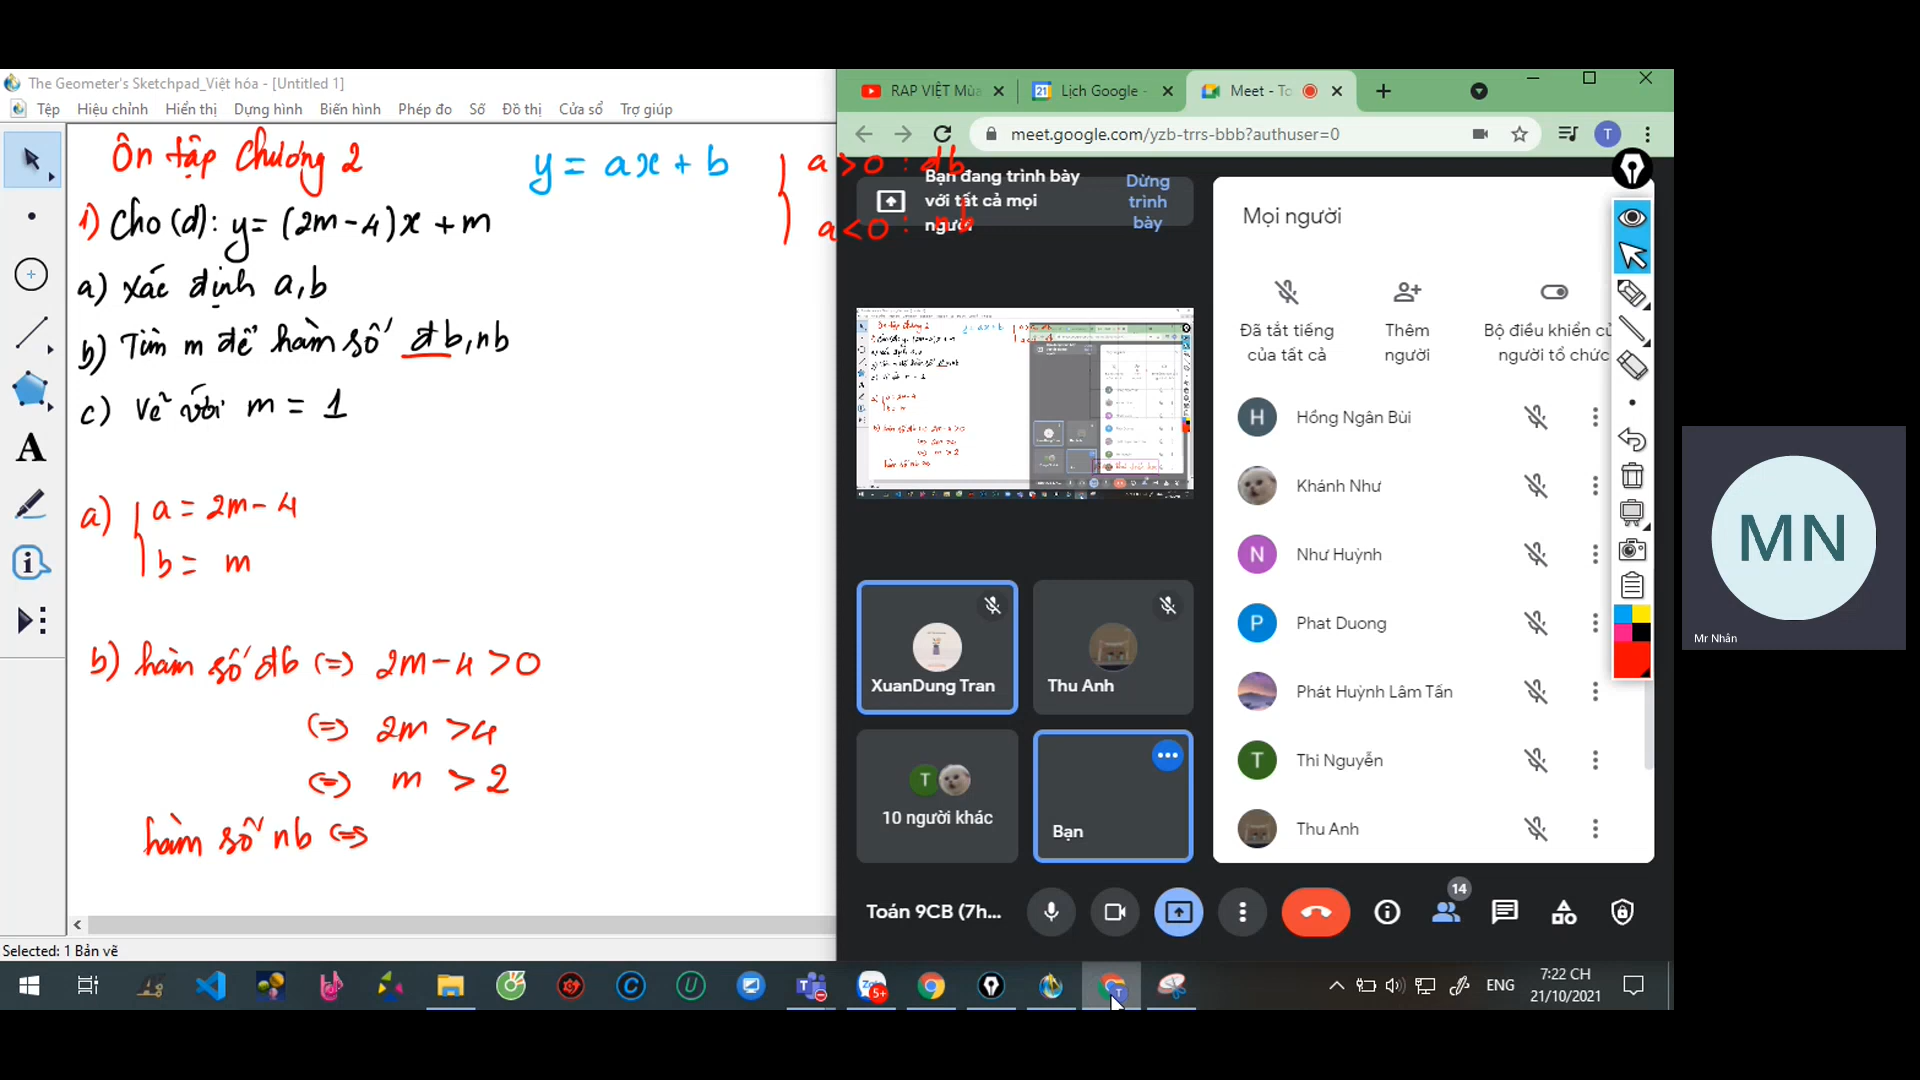 The Geometer's Sketchpad_Việt hóa - [Untitled 1]
Tệp Hiệu chỉnh Hiển thị Dựng hình Biến hình Phép đo Số Đồ thị Cửa sổ Trợ giúp
Ôn tập Chương 2
y = ax + b
a > 0 : đb
a < 0 : nb
1) Cho (d): y = (2m - 4)x + m
a) xác định a, b
b) Tìm m để hàm số đb, nb
c) Vẽ với m = 1
a) a = 2m - 4
b = m
b) hàm số đb <=> 2m - 4 > 0
<=> 2m > 4
<=> m > 2
hàm số nb <=>
Selected: 1 Bản vẽ
RAP VIỆT Mùa
Lịch Google -
Meet - To
meet.google.com/yzb-trrs-bbb?authuser=0
T
Bạn đang trình bày
với tất cả mọi
người
Dừng
trình
bày
XuanDung Tran
Thu Anh
T
10 người khác
Bạn
Mọi người
Đã tắt tiếng
của tất cả
Thêm
người
Bộ điều khiển củ
người tổ chức
H Hồng Ngân Bùi
Khánh Như
N Như Huỳnh
P Phat Duong
Phát Huỳnh Lâm Tấn
T Thi Nguyễn
Thu Anh
Toán 9CB (7h...
14
5+
ENG
7:22 CH
21/10/2021
MN
Mr Nhân